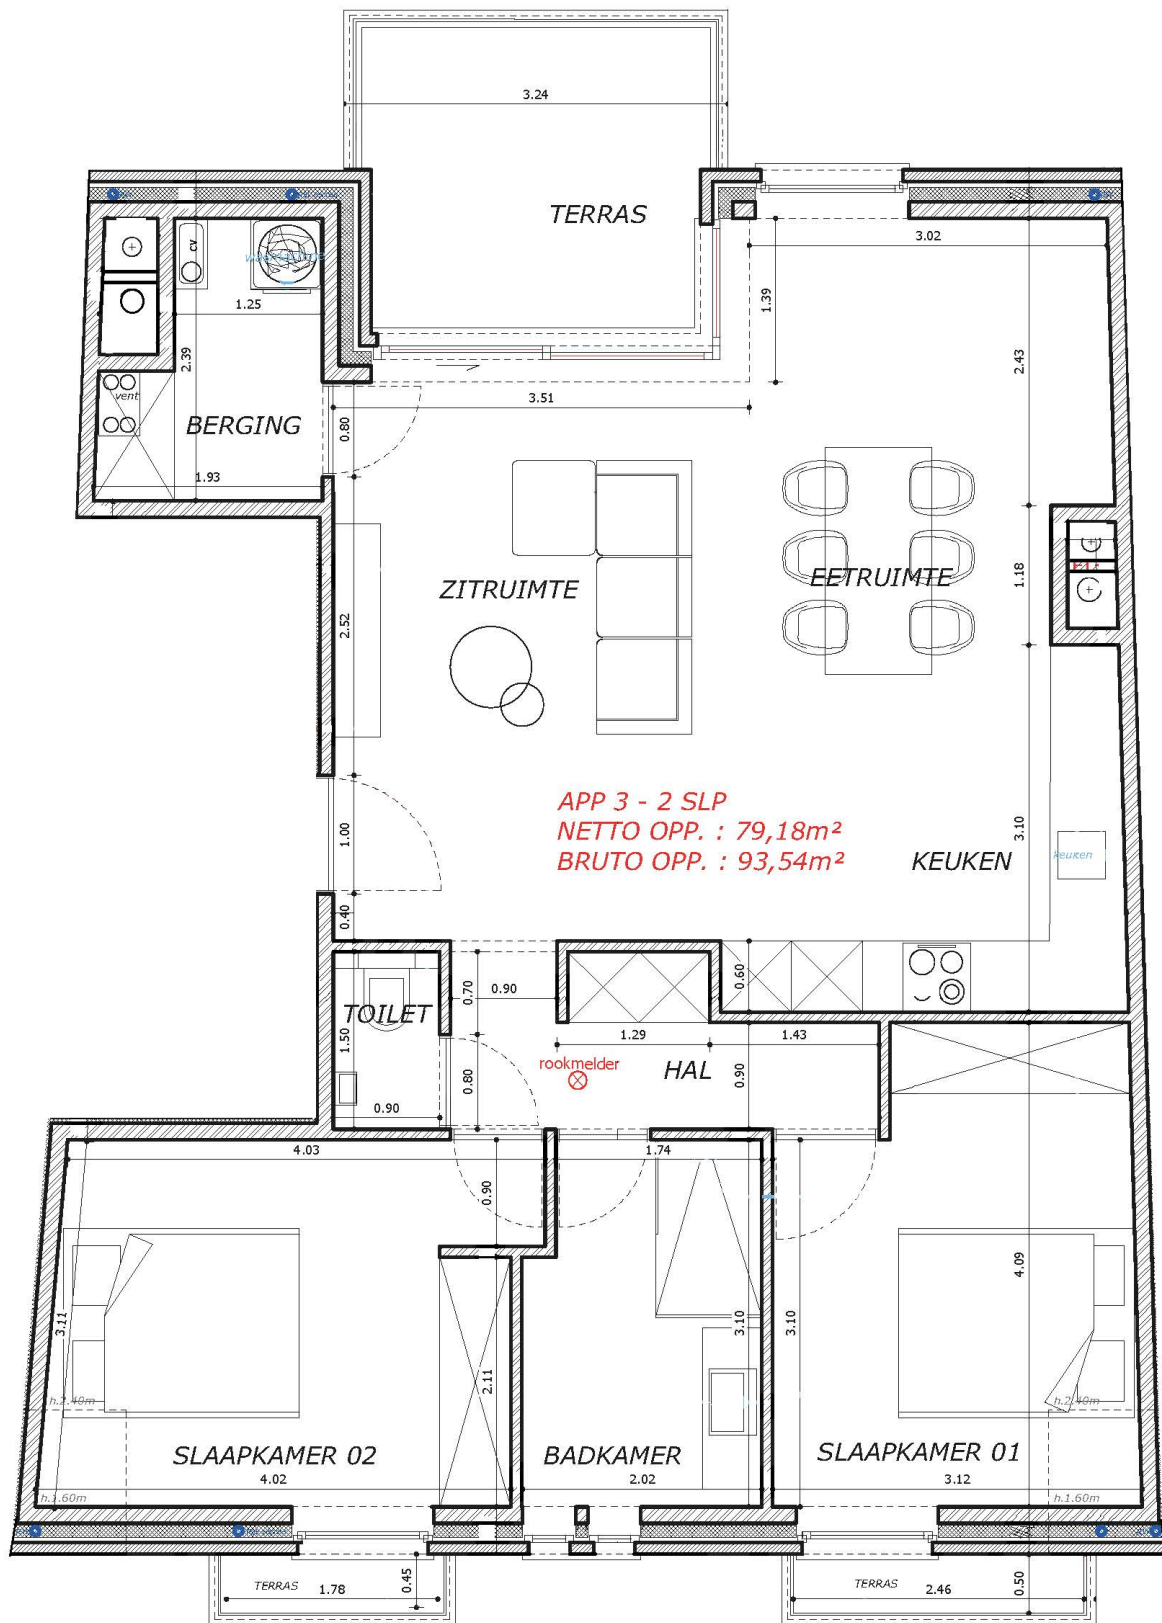 3.24
TERRAS
3.02
cv
1.25
1.39
2.39
2.43
vent
BERGING
3.51
0.80
1.93
ZITRUIMTE
EETRUIMTE
1.18
2.52
APP 3 - 2 SLP
NETTO OPP. : 79,18m²
BRUTO OPP. : 93,54m²
1.00
3.10
KEUKEN
keuken
0.40
0.60
0.70
0.90
TOILET
1.50
1.29
1.43
rookmelder
HAL
0.80
0.90
0.90
4.03
1.74
0.90
4.09
3.11
3.10
3.10
2.11
h.2.40m
h.2.40m
SLAAPKAMER 02
BADKAMER
SLAAPKAMER 01
4.02
2.02
3.12
h.1.60m
h.1.60m
TERRAS
1.78
0.45
TERRAS
2.46
0.50